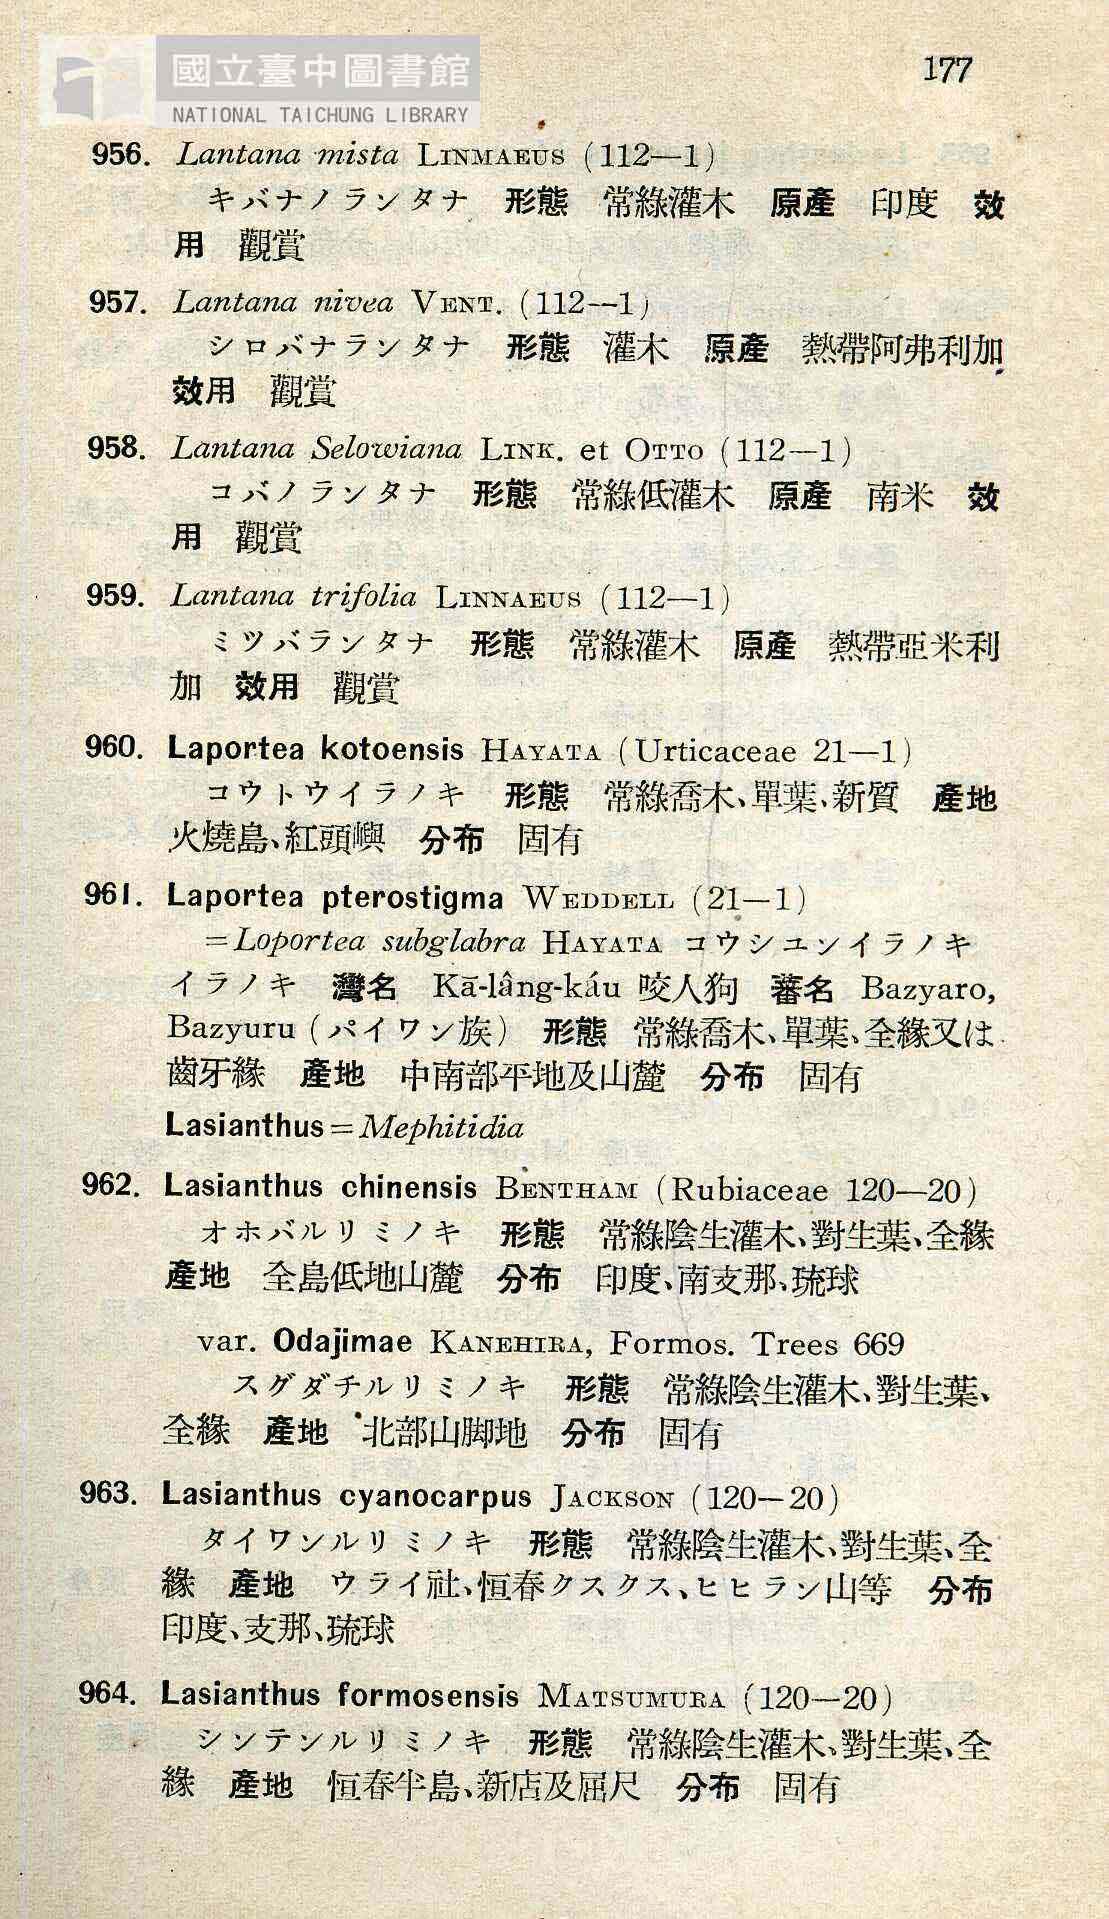 國立臺中圖書館
NATIONAL TAICHUNG LIBRARY
177
956. Lantana mista LINMAEUS (112—1)
キバナノランタナ 形態 常綠灌木 原產 印度 效
用 觀賞
957. Lantana nivea VENT. (112—1)
シロバナランタナ 形態 灌木 原產 熱帶阿弗利加
效用 觀賞
958. Lantana Selowiana LINK. et OTTO (112—1)
コバノランタナ 形態 常綠低灌木 原產 南米 效
用 觀賞
959. Lantana trifolia LINNAEUS (112—1)
ミツバランタナ 形態 常綠灌木 原產 熱帶亞米利
加 效用 觀賞
960. Laportea kotoensis HAYATA (Urticaceae 21—1)
コウトウイラノキ 形態 常綠喬木、單葉、新質 產地
火燒島、紅頭嶼 分布 固有
961. Laportea pterostigma WEDDELL (21—1)
=Loportea subglabra HAYATA コウシユンイラノキ
イラノキ 灣名 Kā-lâng-káu 咬人狗 蕃名 Bazyaro,
Bazyuru (パイワン族) 形態 常綠喬木、單葉、全緣又は
齒牙緣 產地 中南部平地及山麓 分布 固有
Lasianthus=Mephitidia
962. Lasianthus chinensis BENTHAM (Rubiaceae 120—20)
オホバルリミノキ 形態 常綠陰生灌木、對生葉、全緣
產地 全島低地山麓 分布 印度、南支那、琉球
var. Odajimae KANEHIRA, Formos. Trees 669
スゲダチルリミノキ 形態 常綠陰生灌木、對生葉、
全緣 產地 北部山脚地 分布 固有
963. Lasianthus cyanocarpus JACKSON (120—20)
タイワンルリミノキ 形態 常綠陰生灌木、對生葉、全
緣 產地 ウライ社、恒春クスクス、ヒヒラン山等 分布
印度、支那、琉球
964. Lasianthus formosensis MATSUMURA (120—20)
シンテンルリミノキ 形態 常綠陰生灌木、對生葉、全
緣 產地 恒春半島、新店及屈尺 分布 固有